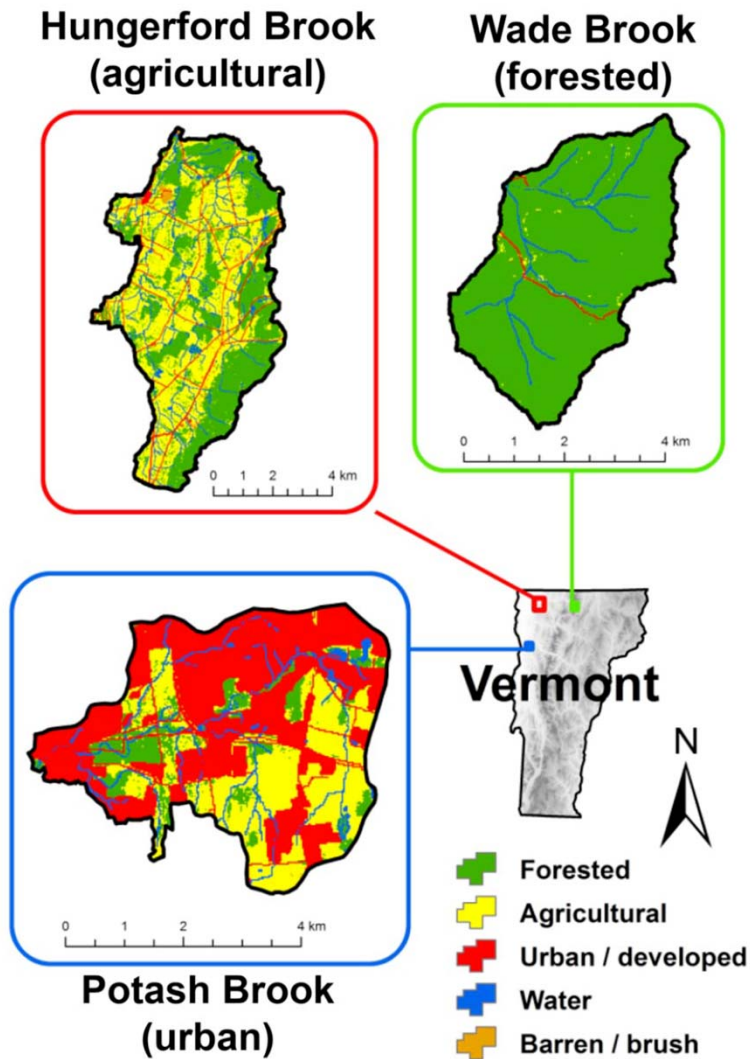 Hungerford Brook
(agricultural)
Wade Brook
(forested)
0 1 2 4 km
0 1 2 4 km
Vermont
N
0 1 2 4 km
Potash Brook
(urban)
Forested
Agricultural
Urban / developed
Water
Barren / brush